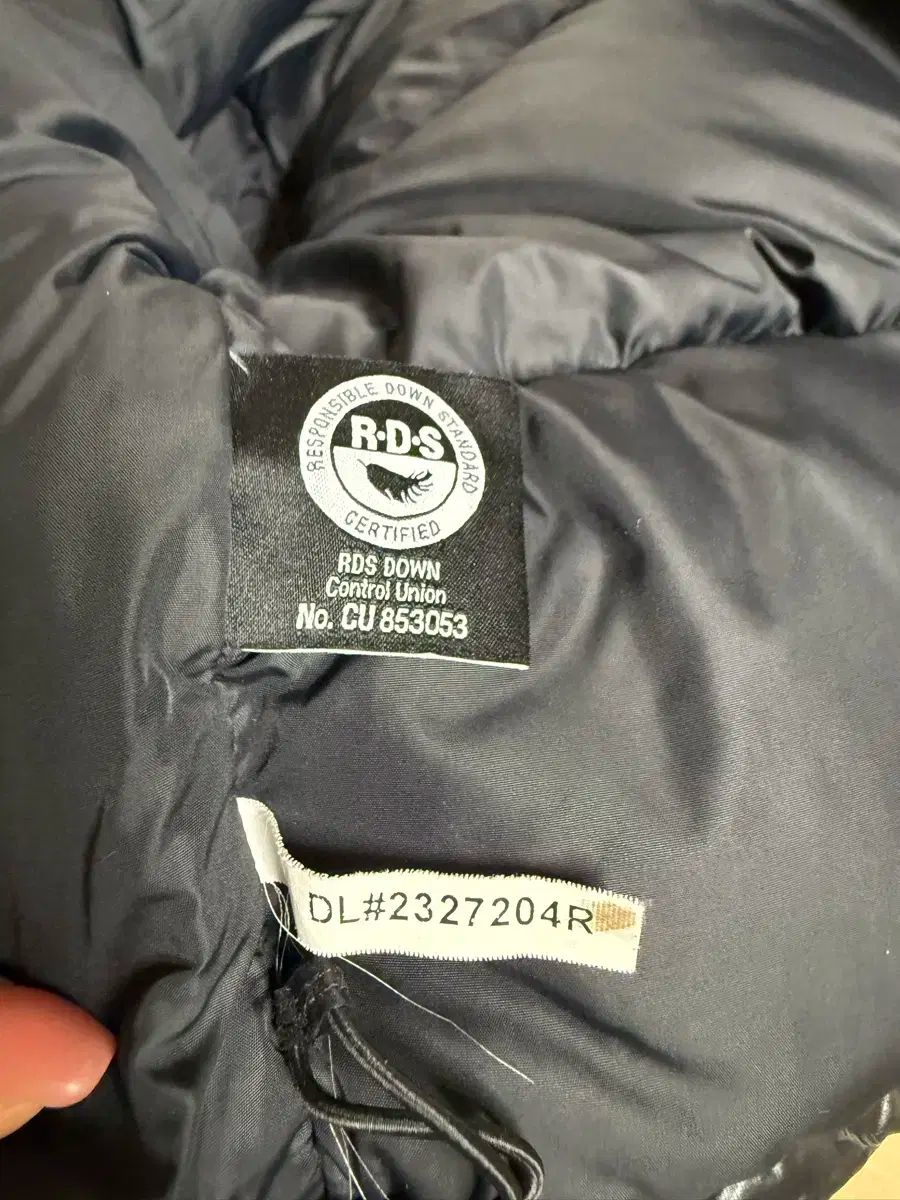 RESPONSIBLE DOWN STANDARD
R·D·S
CERTIFIED
RDS DOWN
Control Union
No. CU 853053
DL#2327204R